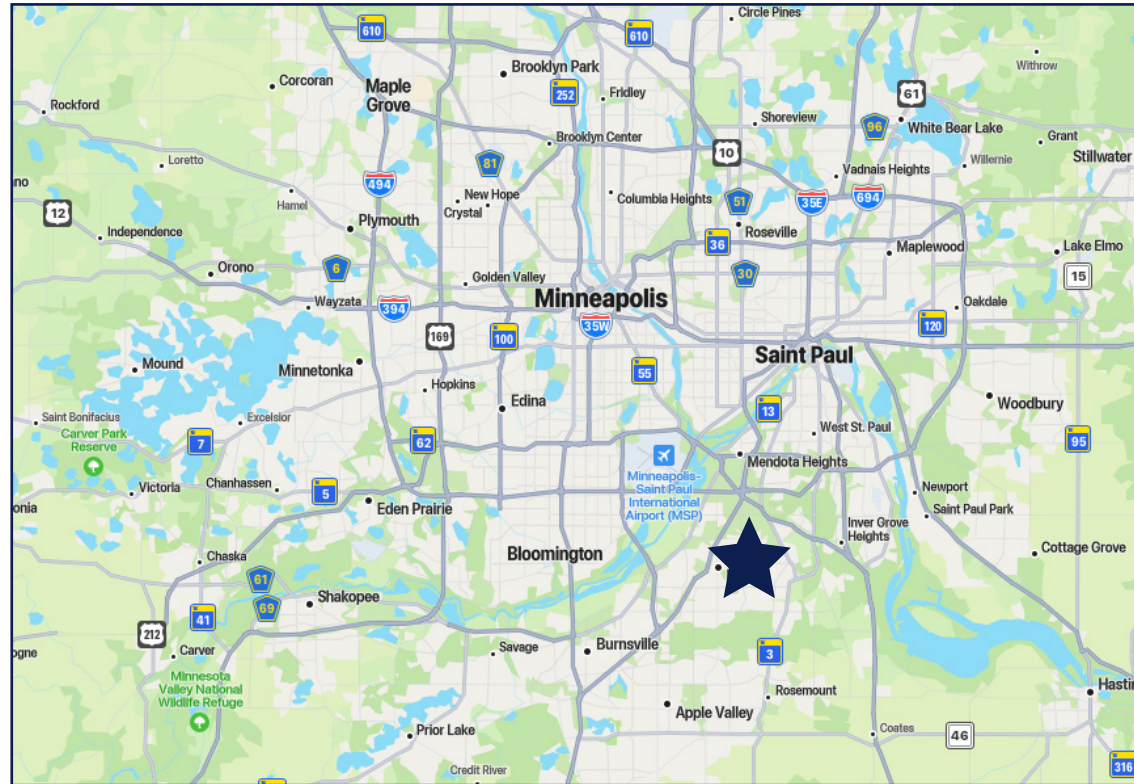 Circle Pines
610
610
Withrow
Corcoran
Brooklyn Park
Maple
Grove
252
Fridley
61
Rockford
Shoreview
96
White Bear Lake
Grant
Brooklyn Center
10
Loretto
81
Willernie
Stillwater
Vadnais Heights
494
New Hope
Columbia Heights
35E
694
Hamel
Crystal
51
12
Plymouth
Roseville
Independence
36
Maplewood
Lake Elmo
Orono
6
Golden Valley
30
15
Wayzata
Minneapolis
394
Oakdale
35W
120
169
100
Saint Paul
Mound
Minnetonka
55
Hopkins
Edina
13
Woodbury
Saint Bonifacius
Excelsior
Carver Park
Reserve
7
62
West St. Paul
95
Mendota Heights
Minneapolis-
Saint Paul
International
Airport (MSP)
Victoria
Chanhassen
5
Eden Prairie
Newport
Saint Paul Park
onia
Inver Grove
Heights
Bloomington
Cottage Grove
Chaska
61
69
Shakopee
41
212
Burnsville
Savage
3
ogne
Carver
Minnesota
Valley National
Wildlife Refuge
Rosemount
Hastin
Apple Valley
Prior Lake
Coates
46
Credit River
316